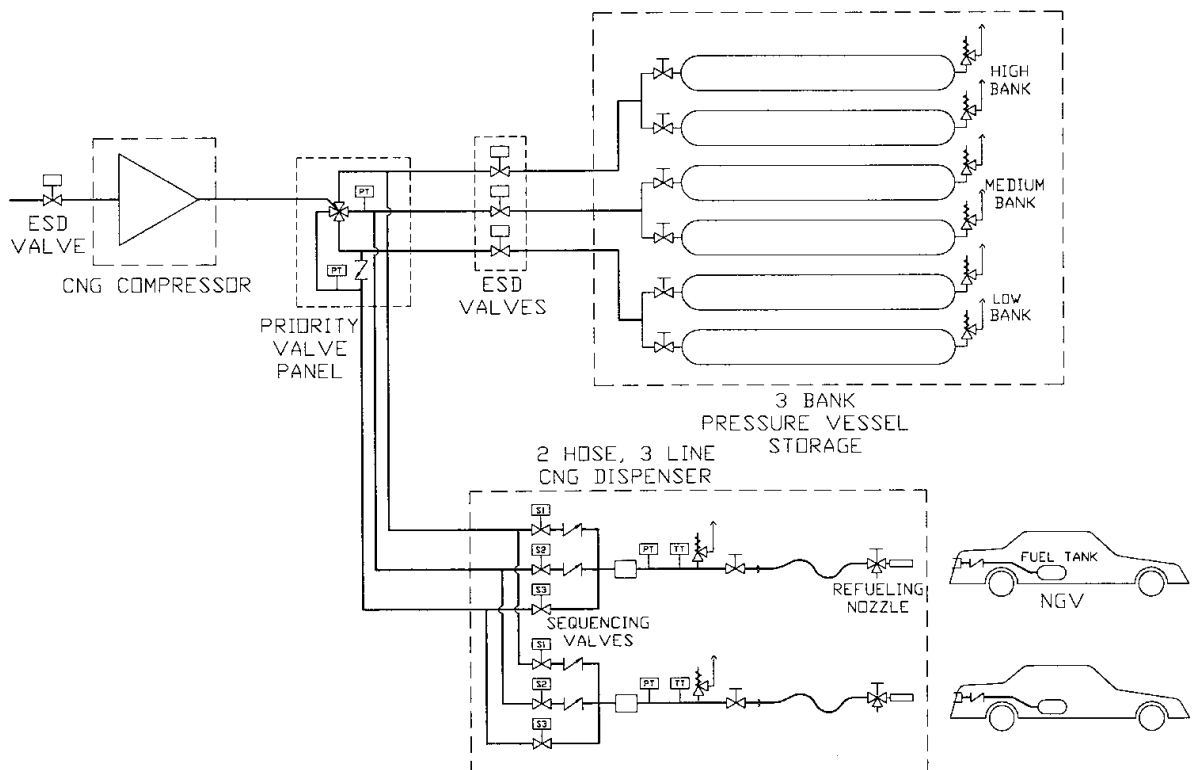 HIGH
BANK
MEDIUM
BANK
LOW
BANK
ESD
VALVE
CNG COMPRESSOR
PT
PT
PRIORITY
VALVE
PANEL
ESD
VALVES
3 BANK
PRESSURE VESSEL
STORAGE
2 HOSE, 3 LINE
CNG DISPENSER
S1
S2
S3
PT
TT
SEQUENCING
VALVES
REFUELING
NOZZLE
FUEL TANK
NGV
S1
S2
S3
PT
TT